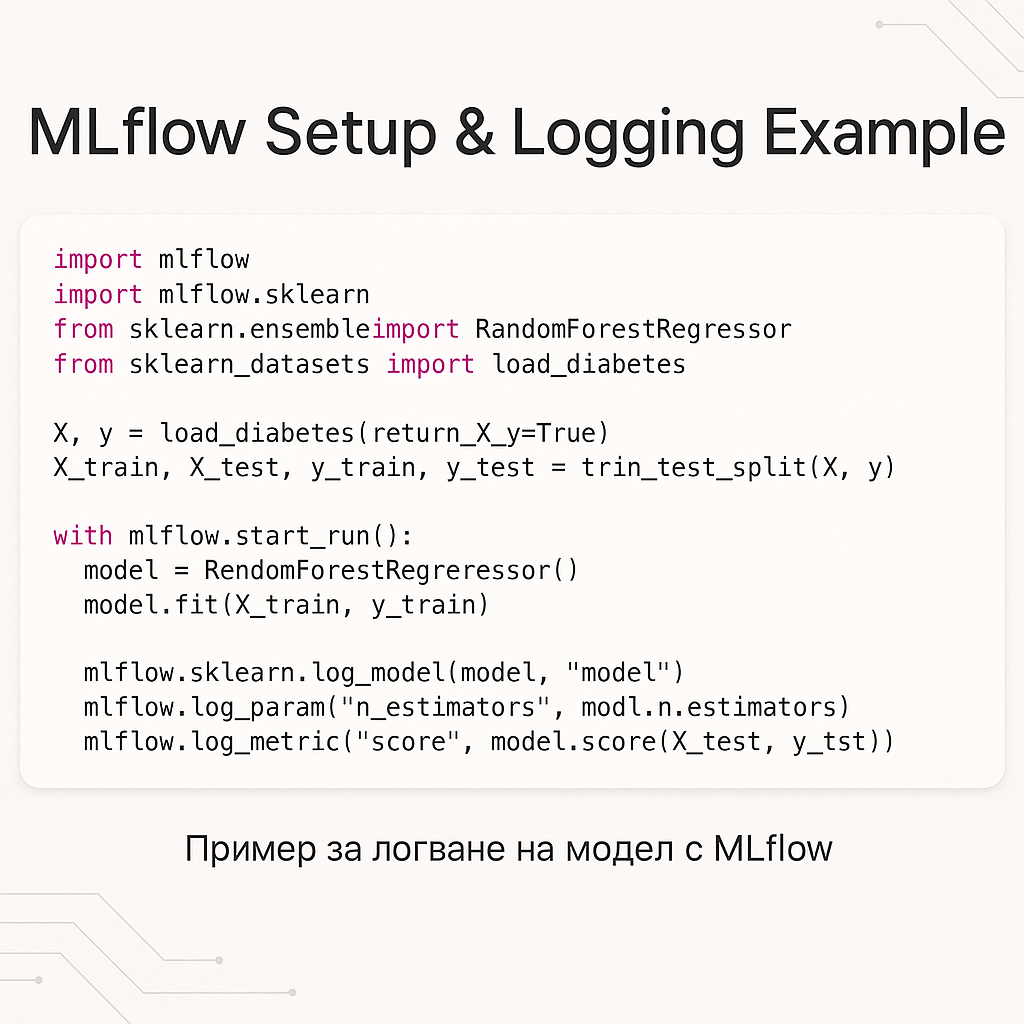 MLflow Setup & Logging Example
import mlflow
import mlflow.sklearn
from sklearn.ensembleimport RandomForestRegressor
from sklearn_datasets import load_diabetes
X, y = load_diabetes(return_X_y=True)
X_train, X_test, y_train, y_test = trin_test_split(X, y)
with mlflow.start_run():
  model = RendomForestRegreressor()
  model.fit(X_train, y_train)
  mlflow.sklearn.log_model(model, "model")
  mlflow.log_param("n_estimators", modl.n.estimators)
  mlflow.log_metric("score", model.score(X_test, y_tst))
Пример за логване на модел с MLflow